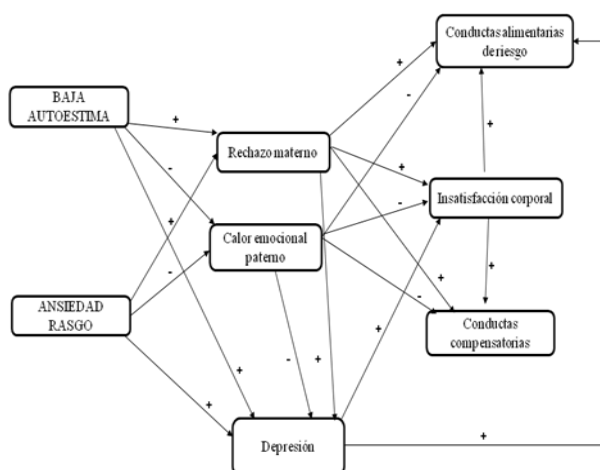 Conductas alimentarias
de riesgo
+
-
BAJA
AUTOESTIMA
+
Rechazo materno
+
+
Insatisfacción corporal
-
-
+
Calor emocional
paterno
-
+
+
-
+
ANSIEDAD
RASGO
Conductas
compensatorias
+
-
+
+
+
Depresión
+